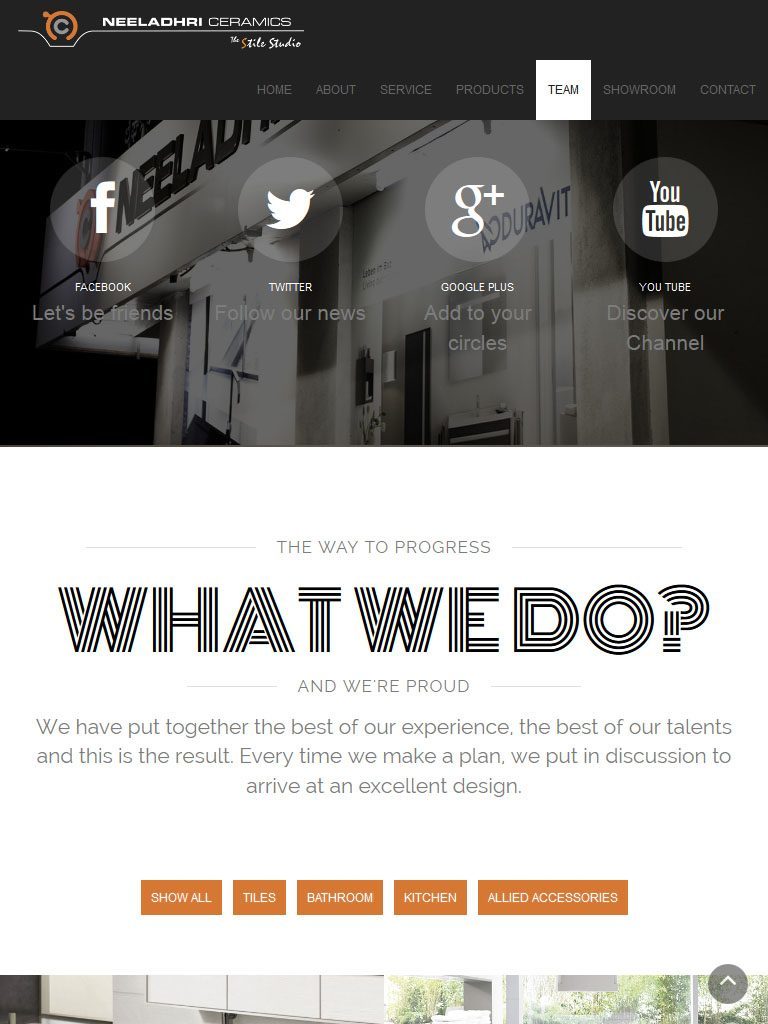 NEELADHRI CERAMICS
The Stile Studio
HOME ABOUT SERVICE PRODUCTS TEAM SHOWROOM CONTACT
NEELADHRI
DURAVIT
f g+ You Tube
FACEBOOK TWITTER GOOGLE PLUS YOU TUBE
Let's be friends Follow our news Add to your circles Discover our Channel
THE WAY TO PROGRESS
WHAT WE DO?
AND WE'RE PROUD
We have put together the best of our experience, the best of our talents
and this is the result. Every time we make a plan, we put in discussion to
arrive at an excellent design.
SHOW ALL TILES BATHROOM KITCHEN ALLIED ACCESSORIES